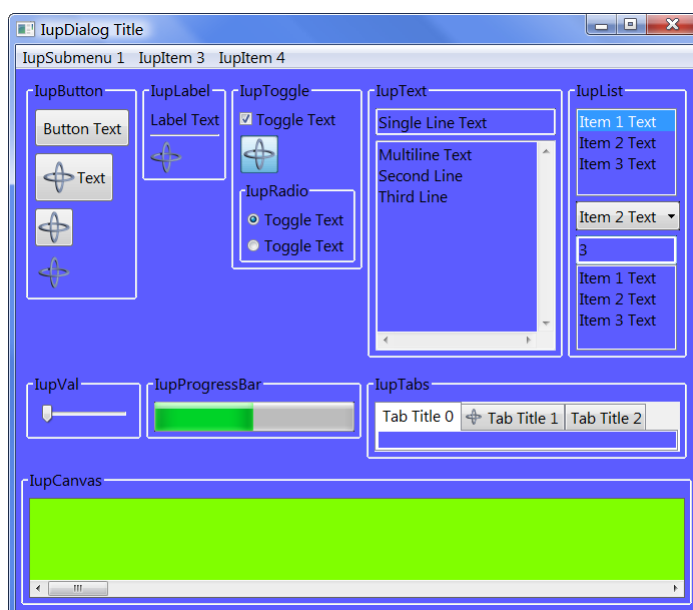 IupDialog Title
IupSubmenu 1 IupItem 3 IupItem 4
IupButton
Button Text
Text
IupLabel
Label Text
IupToggle
Toggle Text
IupRadio
Toggle Text
Toggle Text
IupText
Single Line Text
Multiline Text
Second Line
Third Line
IupList
Item 1 Text
Item 2 Text
Item 3 Text
Item 2 Text
3
Item 1 Text
Item 2 Text
Item 3 Text
IupVal
IupProgressBar
IupTabs
Tab Title 0 Tab Title 1 Tab Title 2
IupCanvas